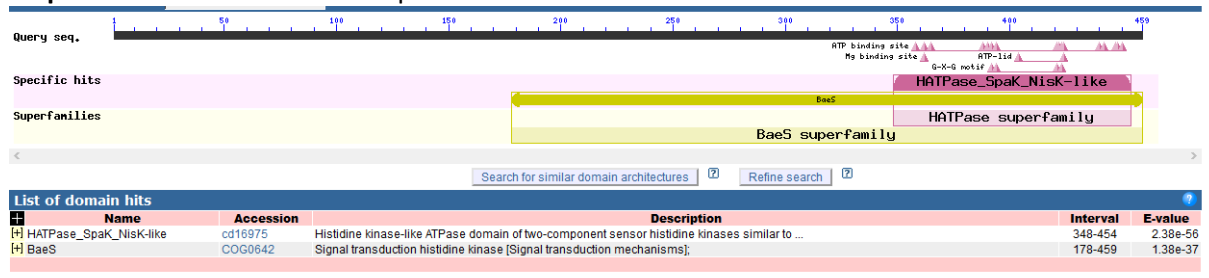 1 50 100 150 200 250 300 350 400 459
Query seq.
ATP binding site
Mg binding site ATP-lid
G-X-G motif
Specific hits HATPase_SpaK_NisK-like
BaeS
Superfamilies HATPase superfamily
BaeS superfamily
< >
Search for similar domain architectures ? Refine search ?
List of domain hits ?
+ Name Accession Description Interval E-value
[+] HATPase_SpaK_NisK-like cd16975 Histidine kinase-like ATPase domain of two-component sensor histidine kinases similar to ... 348-454 2.38e-56
[+] BaeS COG0642 Signal transduction histidine kinase [Signal transduction mechanisms]; 178-459 1.38e-37